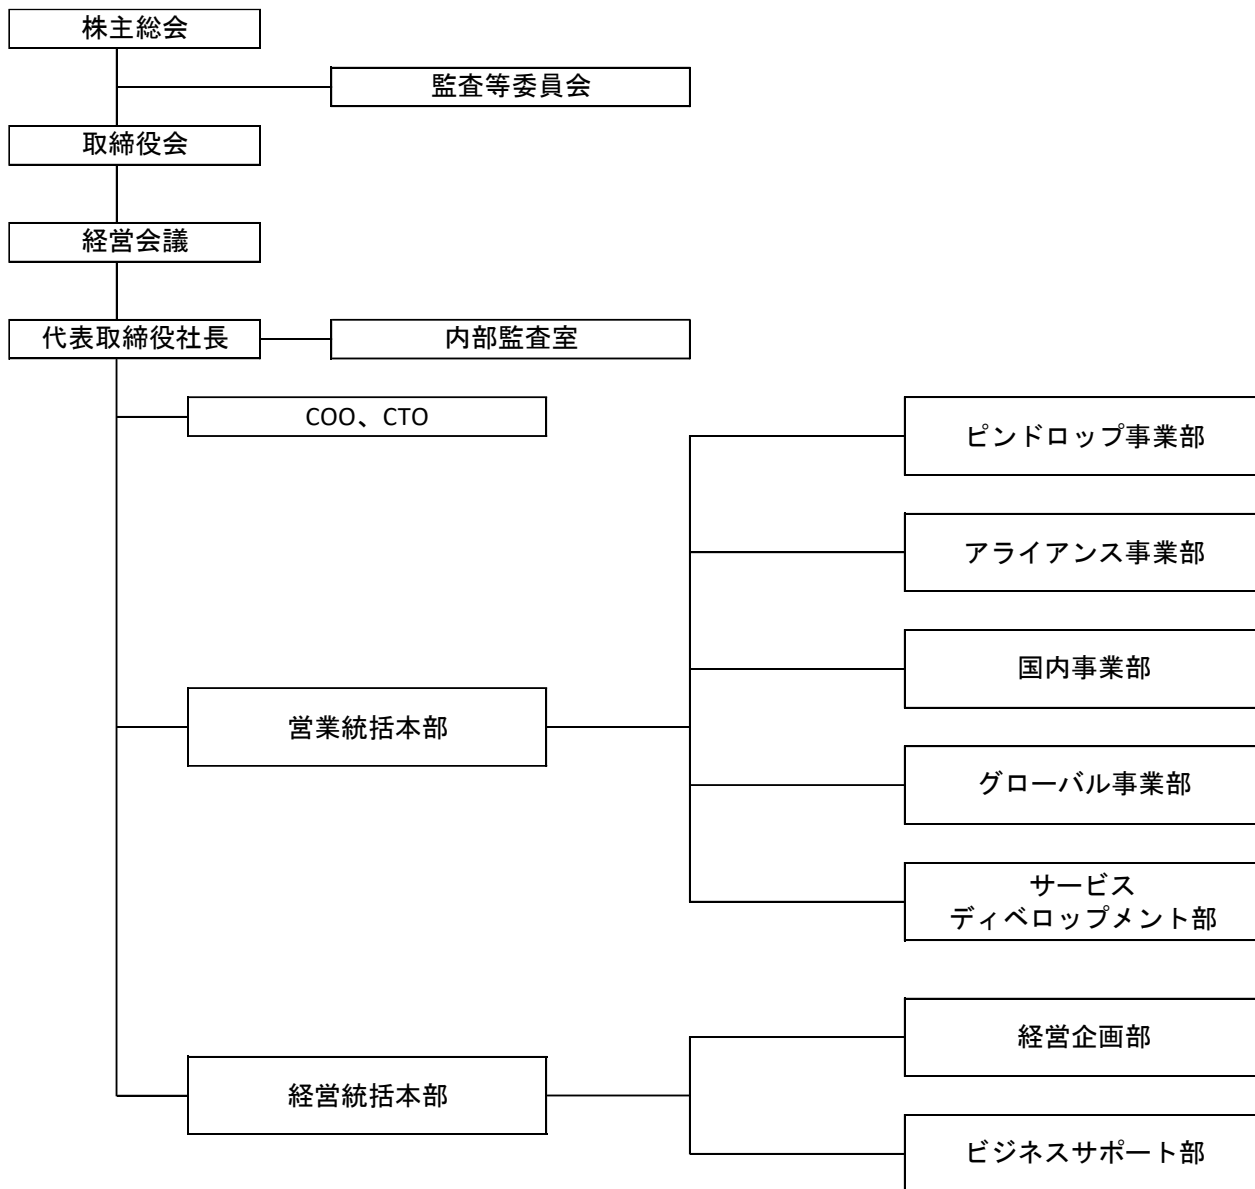 株主総会
監査等委員会
取締役会
経営会議
代表取締役社長
内部監査室
COO、CTO
ピンドロップ事業部
アライアンス事業部
国内事業部
営業統括本部
グローバル事業部
サービス
ディベロップメント部
経営企画部
経営統括本部
ビジネスサポート部